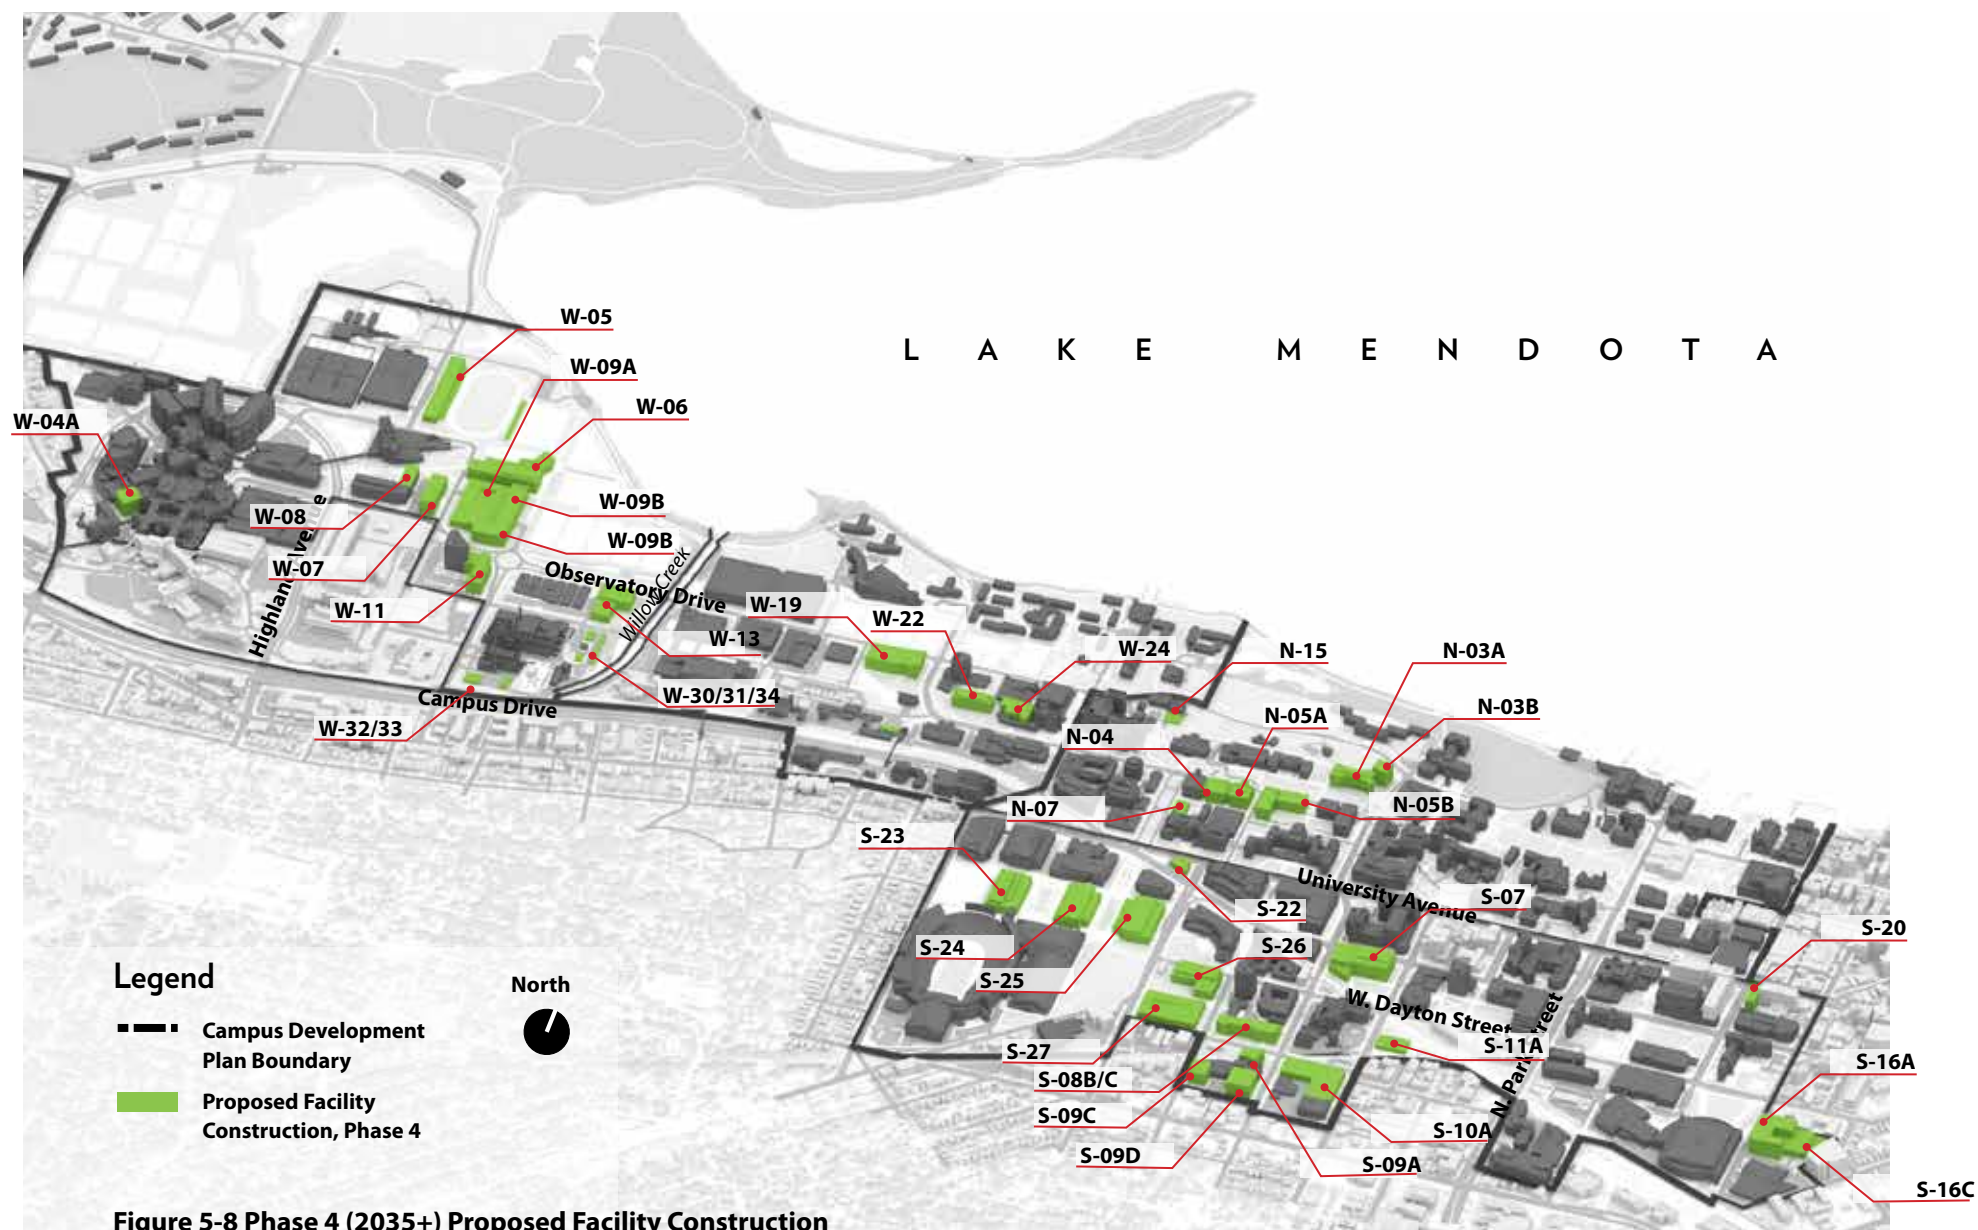 W-05
LAKE MENDOTA
W-09A
W-06
W-04A
W-09B
W-08
W-09B
W-07
Highland Avenue
Observatory Drive
Willow Creek
W-11
W-19
W-22
W-13
W-24
N-15
N-03A
W-30/31/34
Campus Drive
N-03B
W-32/33
N-05A
N-04
N-07
N-05B
S-23
University Avenue
S-07
S-22
S-20
S-24
S-26
S-25
W. Dayton Street
N. Park Street
S-27
S-11A
S-16A
S-08B/C
S-09C
S-10A
S-09D
S-09A
S-16C
Legend
North
Campus Development
Plan Boundary
Proposed Facility
Construction, Phase 4
Figure 5-8 Phase 4 (2035+) Proposed Facility Construction